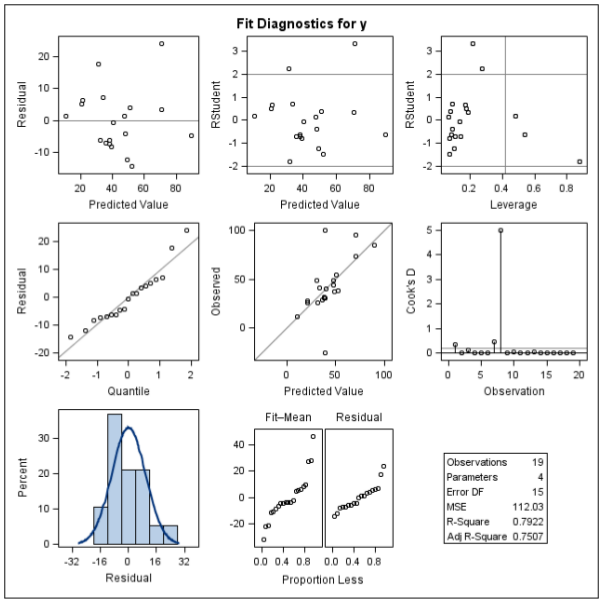 Fit Diagnostics for y
Residual
20
10
0
-10
20 40 60 80
Predicted Value
RStudent
3
2
1
0
-1
-2
20 40 60 80
Predicted Value
RStudent
3
2
1
0
-1
-2
0.2 0.4 0.6 0.8
Leverage
Residual
20
10
0
-10
-20
-2 -1 0 1 2
Quantile
Observed
100
50
0
0 50 100
Predicted Value
Cook's D
5
4
3
2
1
0
0 5 10 15 20
Observation
Percent
30
20
10
0
-32 -16 0 16 32
Residual
Fit–Mean Residual
40
20
0
-20
0.0 0.4 0.8 0.0 0.4 0.8
Proportion Less
Observations 19
Parameters 4
Error DF 15
MSE 112.03
R-Square 0.7922
Adj R-Square 0.7507